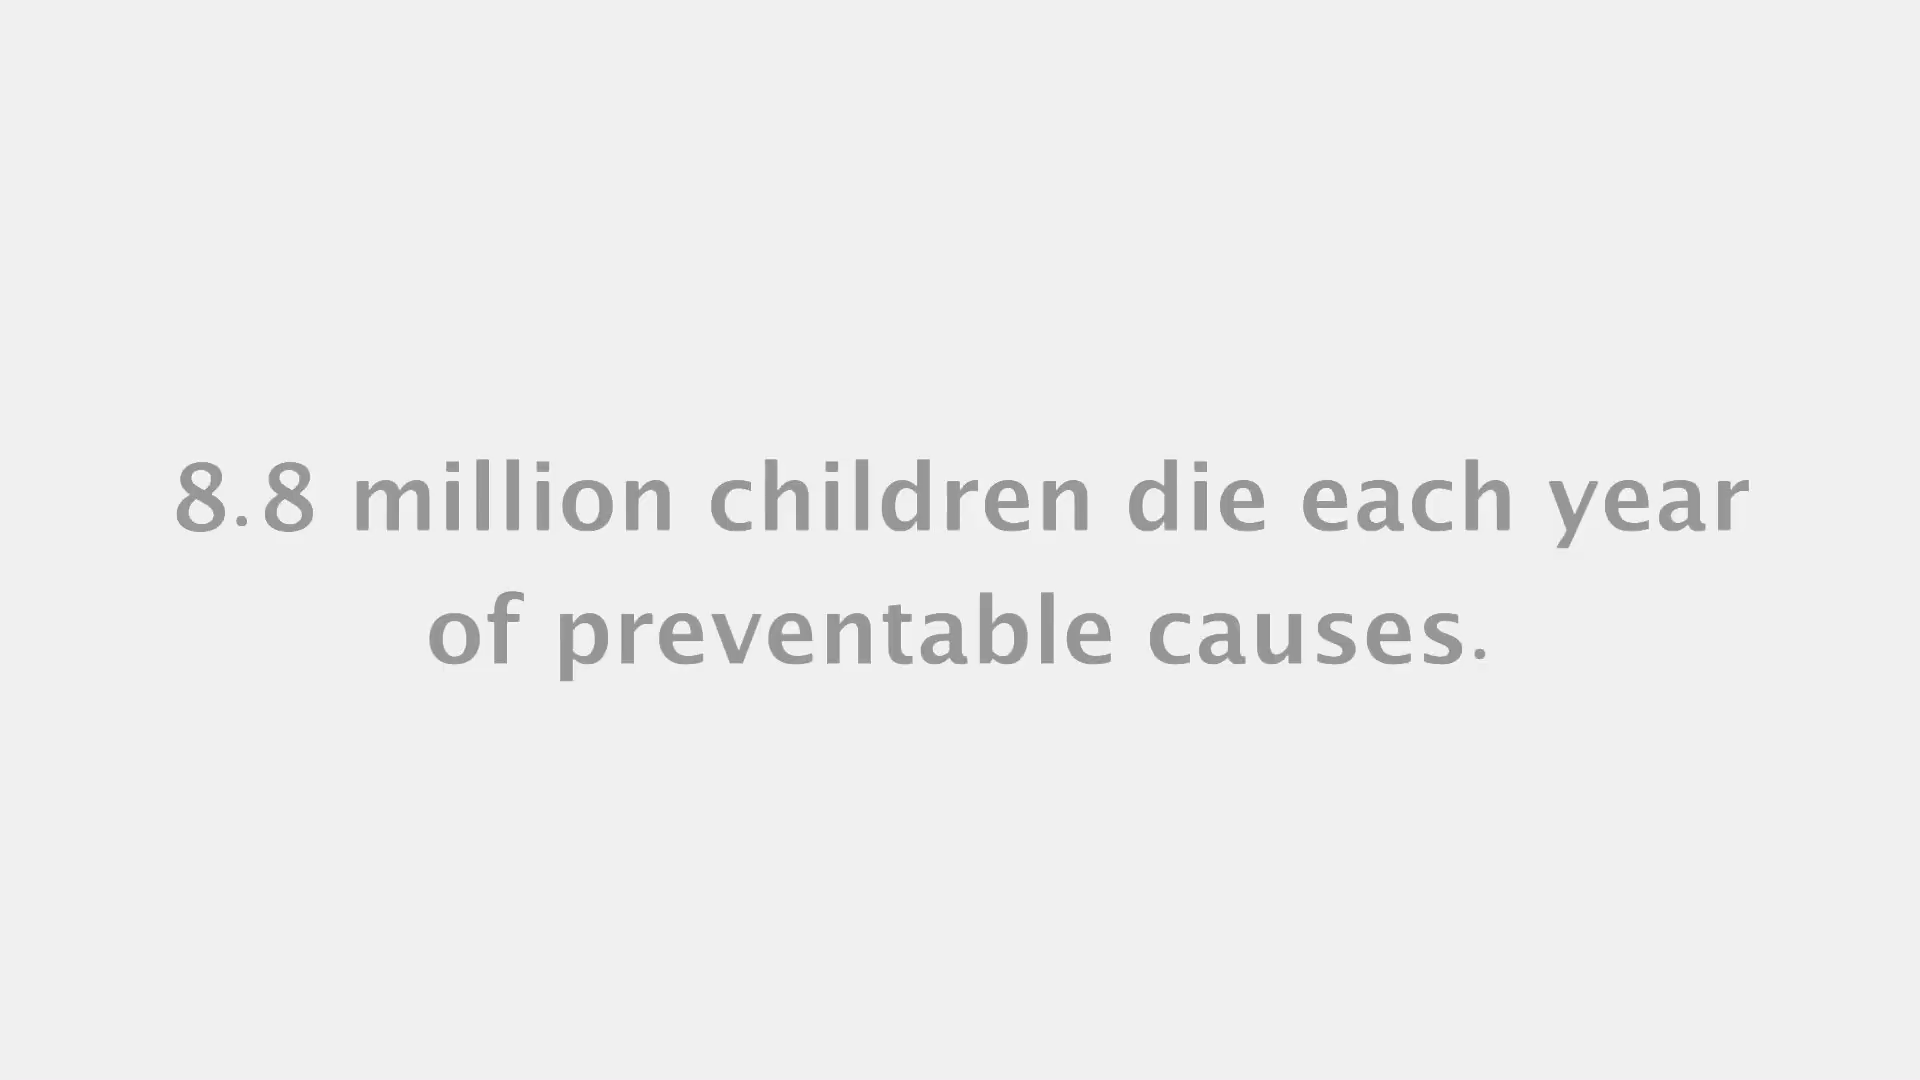 8.8 million children die each year
of preventable causes.